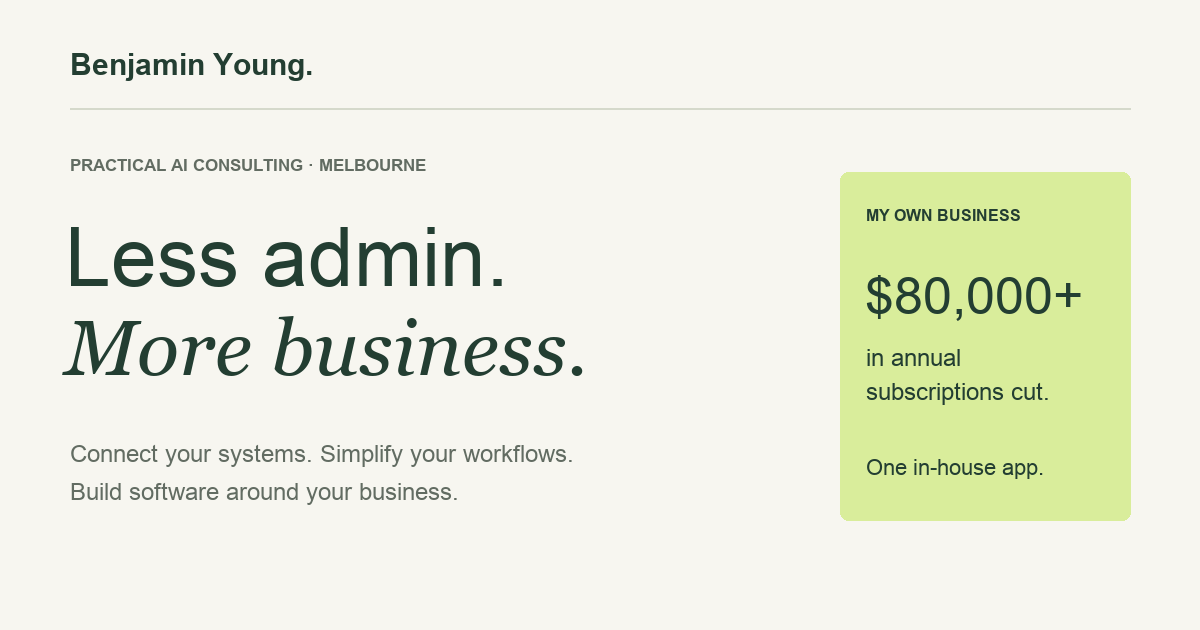 Benjamin Young.
PRACTICAL AI CONSULTING · MELBOURNE
Less admin.
More business.
Connect your systems. Simplify your workflows.
Build software around your business.
MY OWN BUSINESS
$80,000+
in annual
subscriptions cut.
One in-house app.